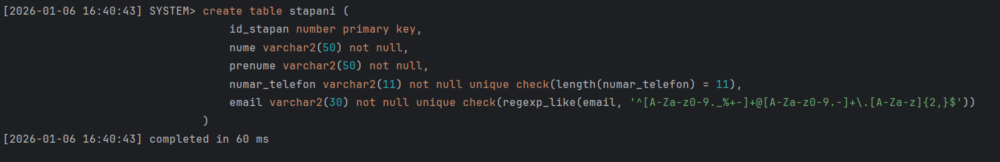 [2026-01-06 16:40:43] SYSTEM> create table stapani (
id_stapan number primary key,
nume varchar2(50) not null,
prenume varchar2(50) not null,
numar_telefon varchar2(11) not null unique check(length(numar_telefon) = 11),
email varchar2(30) not null unique check(regexp_like(email, '^[A-Za-z0-9._%+-]+@[A-Za-z0-9.-]+\.[A-Za-z]{2,}$'))
)
[2026-01-06 16:40:43] completed in 60 ms